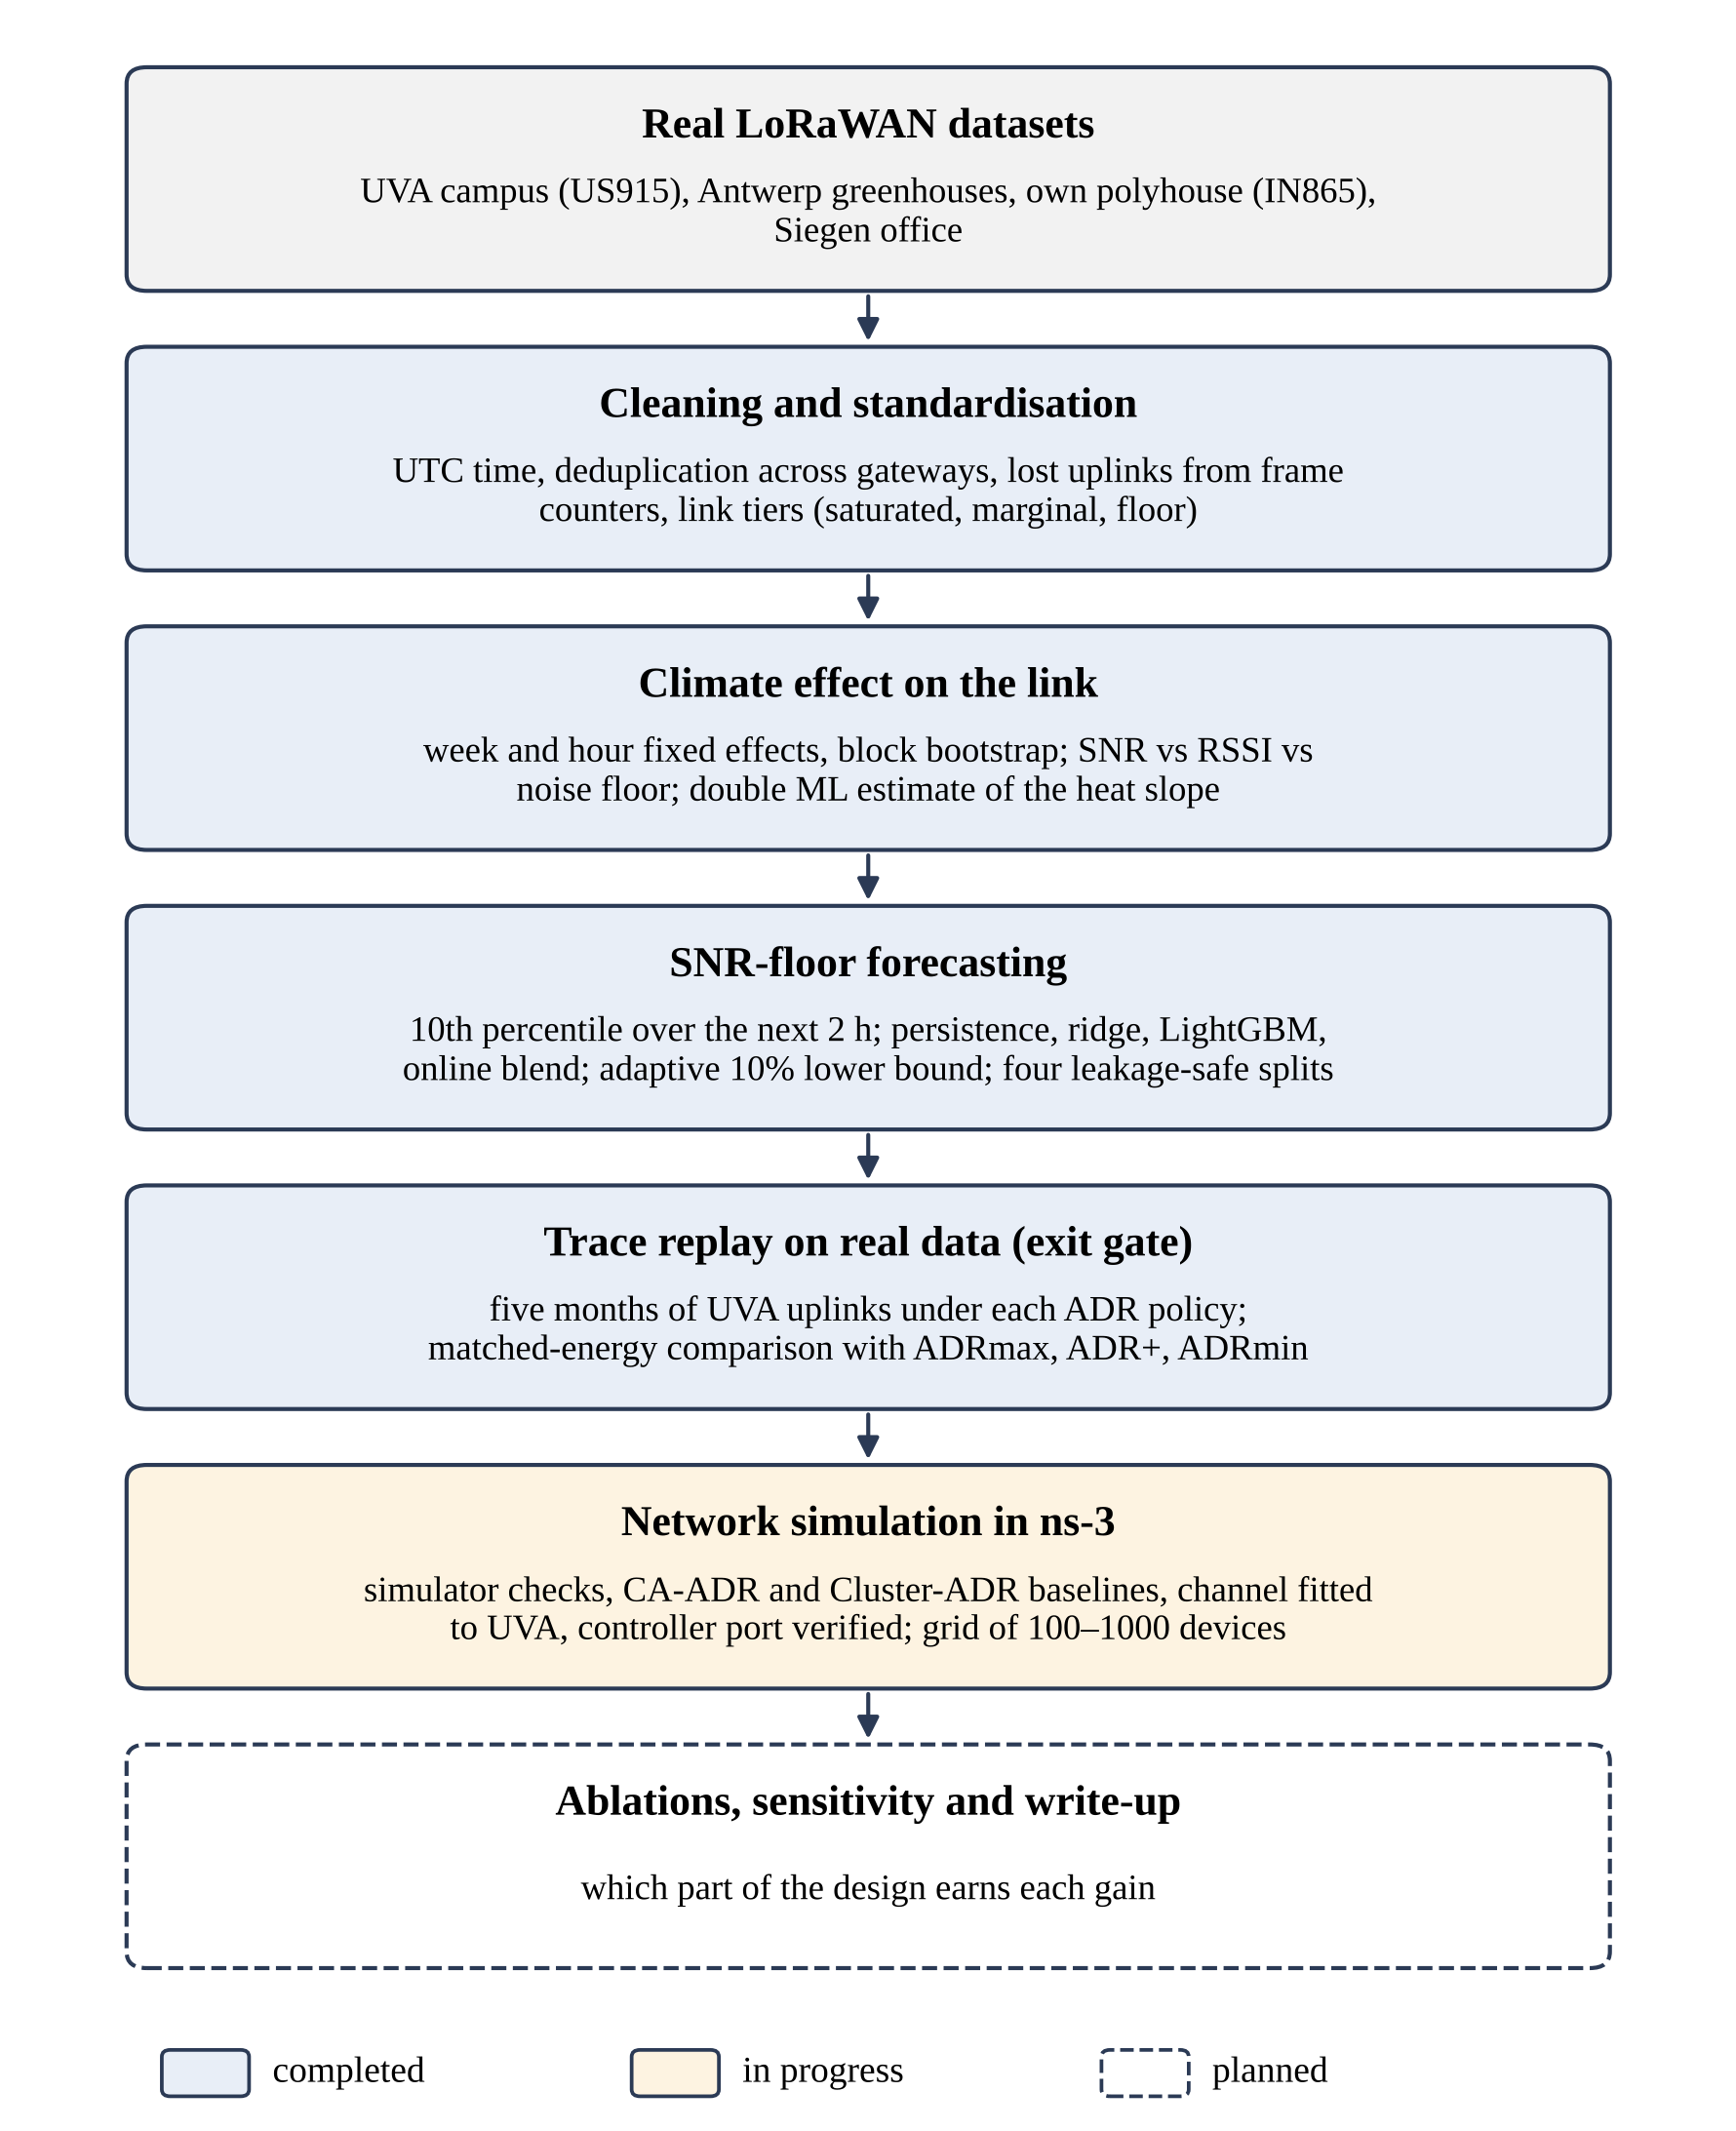 Real LoRaWAN datasets
UVA campus (US915), Antwerp greenhouses, own polyhouse (IN865),
Siegen office
Cleaning and standardisation
UTC time, deduplication across gateways, lost uplinks from frame
counters, link tiers (saturated, marginal, floor)
Climate effect on the link
week and hour fixed effects, block bootstrap; SNR vs RSSI vs
noise floor; double ML estimate of the heat slope
SNR-floor forecasting
10th percentile over the next 2 h; persistence, ridge, LightGBM,
online blend; adaptive 10% lower bound; four leakage-safe splits
Trace replay on real data (exit gate)
five months of UVA uplinks under each ADR policy;
matched-energy comparison with ADRmax, ADR+, ADRmin
Network simulation in ns-3
simulator checks, CA-ADR and Cluster-ADR baselines, channel fitted
to UVA, controller port verified; grid of 100–1000 devices
Ablations, sensitivity and write-up
which part of the design earns each gain
completed
in progress
planned